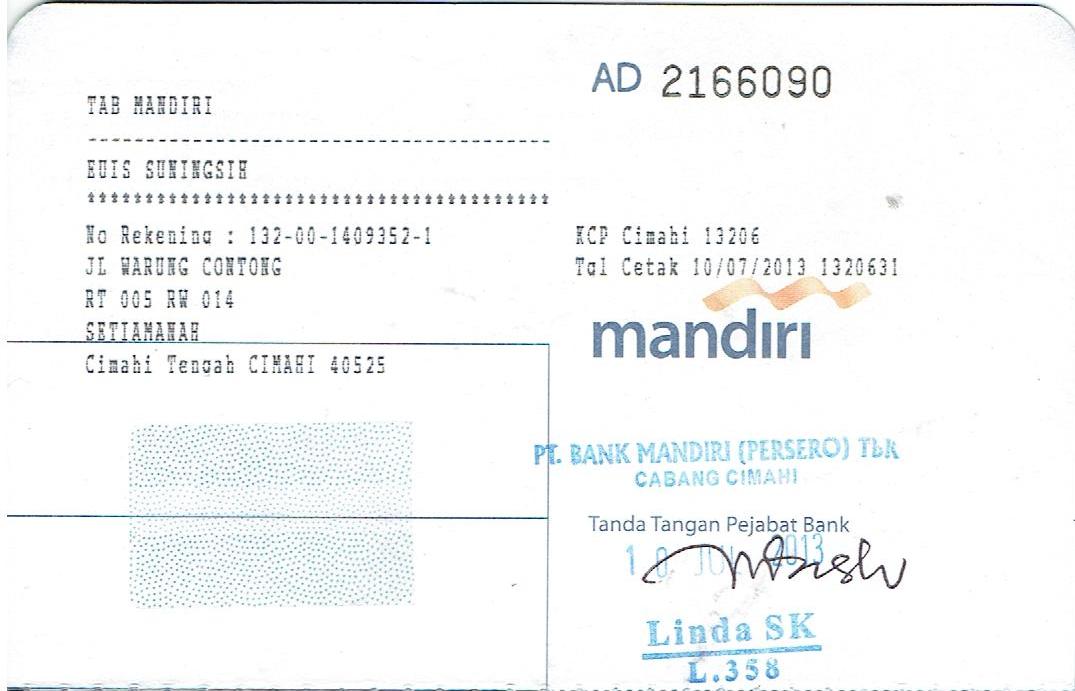 AD 2166090
TAB MANDIRI
---------------------------------------
EUIS SUNINGSIH
***************************************
No Rekening : 132-00-1409352-1
JL WARUNG CONTONG
RT 005 RW 014
SETIAMANAH
Cimahi Tengah CIMAHI 40525
KCP Cimahi 13206
Tgl Cetak 10/07/2013 1320631
mandiri
PT. BANK MANDIRI (PERSERO) Tbk
CABANG CIMAHI
Tanda Tangan Pejabat Bank
10 JUL 2013
Linda SK
L.358